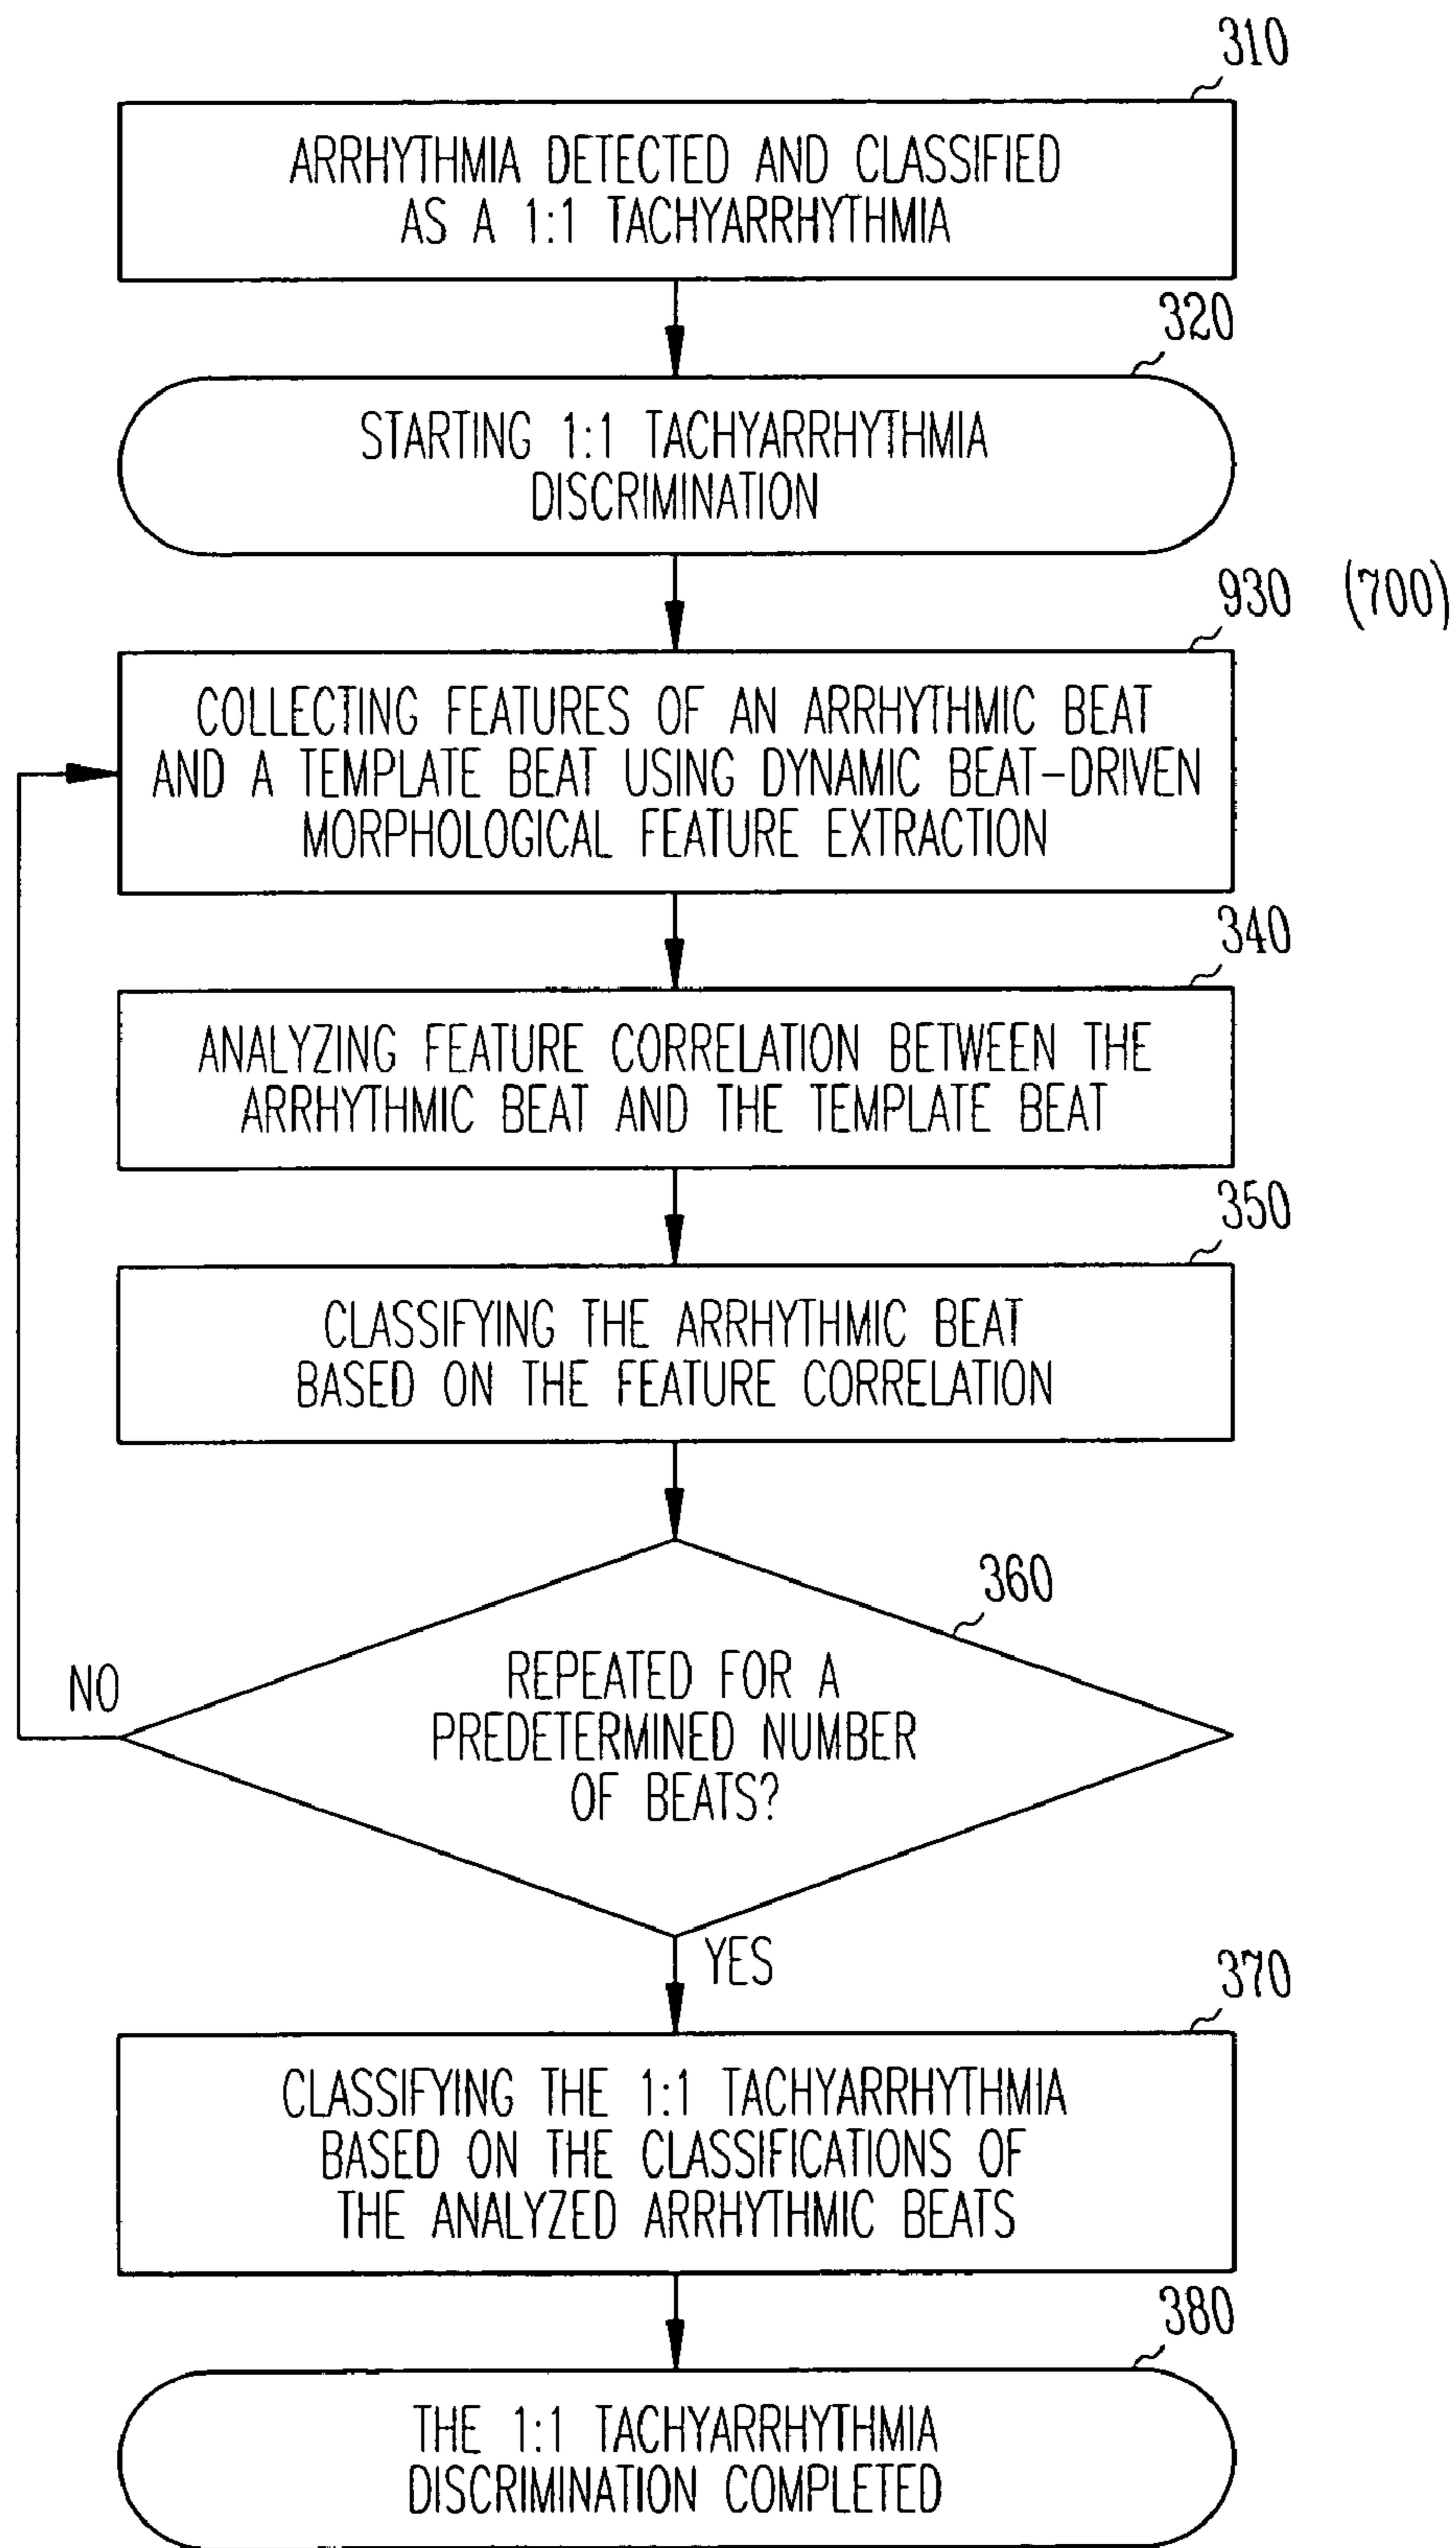 310
ARRHYTHMIA DETECTED AND CLASSIFIED
AS A 1:1 TACHYARRHYTHMIA
320
STARTING 1:1 TACHYARRHYTHMIA
DISCRIMINATION
930 (700)
COLLECTING FEATURES OF AN ARRHYTHMIC BEAT
AND A TEMPLATE BEAT USING DYNAMIC BEAT-DRIVEN
MORPHOLOGICAL FEATURE EXTRACTION
340
ANALYZING FEATURE CORRELATION BETWEEN THE
ARRHYTHMIC BEAT AND THE TEMPLATE BEAT
350
CLASSIFYING THE ARRHYTHMIC BEAT
BASED ON THE FEATURE CORRELATION
360
REPEATED FOR A
PREDETERMINED NUMBER
OF BEATS?
NO
YES
370
CLASSIFYING THE 1:1 TACHYARRHYTHMIA
BASED ON THE CLASSIFICATIONS OF
THE ANALYZED ARRHYTHMIC BEATS
380
THE 1:1 TACHYARRHYTHMIA
DISCRIMINATION COMPLETED